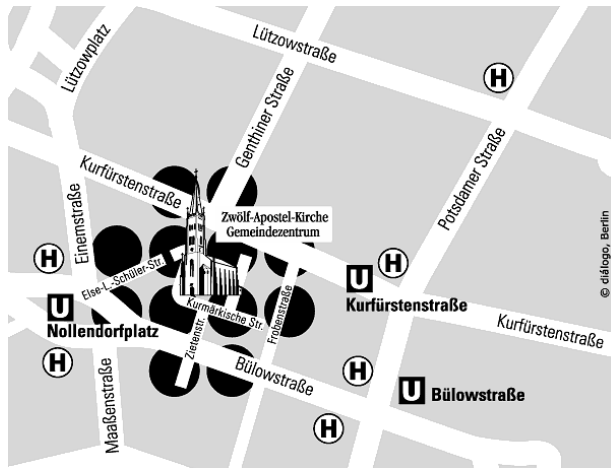 Lützowplatz
Lützowstraße
H
Genthiner Straße
Potsdamer Straße
Kurfürstenstraße
Zwölf-Apostel-Kirche
Gemeindezentrum
Einemstraße
H
Else-L.-Schüler-Str.
H
U
Kurfürstenstraße
© diálogo, Berlin
U
Nollendorfplatz
Kurmärkische Str.
Frobenstraße
Zietenstr.
Kurfürstenstraße
H
Maaßenstraße
Bülowstraße
H
U
Bülowstraße
H